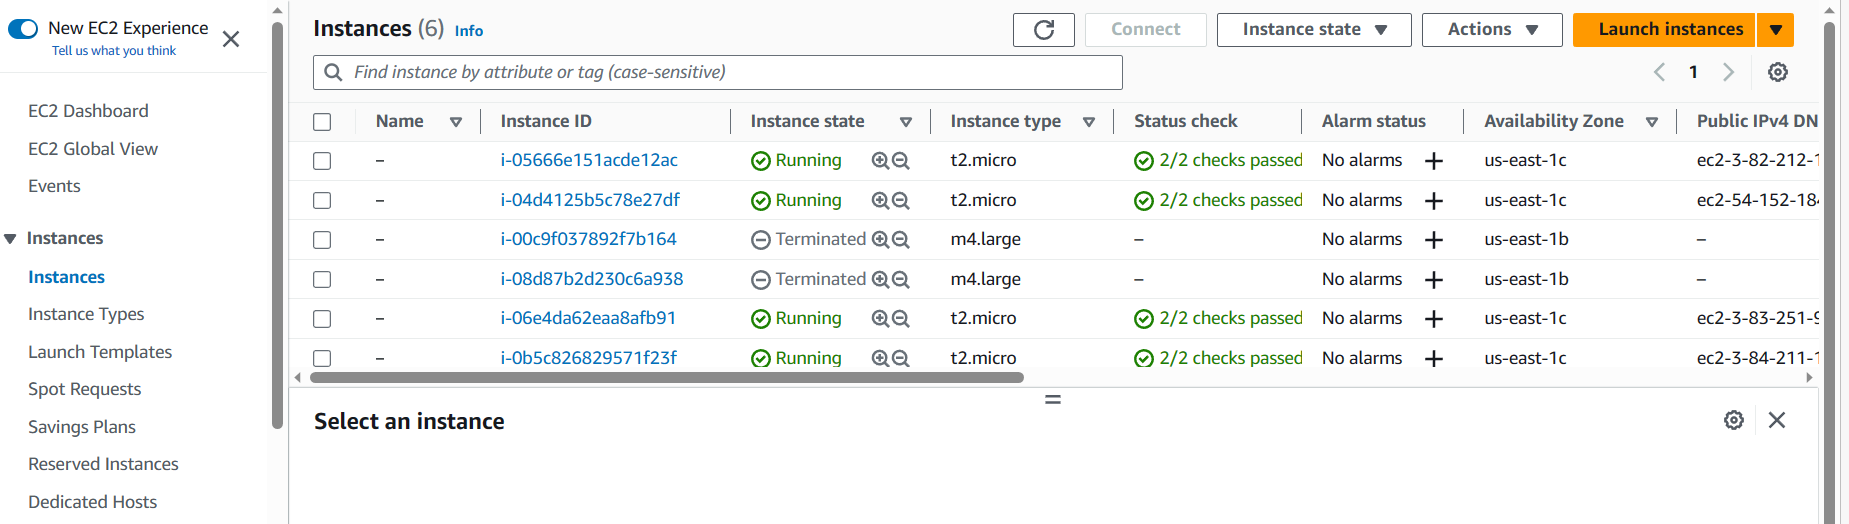 New EC2 Experience
Tell us what you think
EC2 Dashboard
EC2 Global View
Events
Instances
Instances
Instance Types
Launch Templates
Spot Requests
Savings Plans
Reserved Instances
Dedicated Hosts
Instances (6) Info
Connect Instance state Actions Launch instances
Find instance by attribute or tag (case-sensitive)
1
Name Instance ID Instance state Instance type Status check Alarm status Availability Zone Public IPv4 DN
– i-05666e151acde12ac Running t2.micro 2/2 checks passed No alarms + us-east-1c ec2-3-82-212-1
– i-04d4125b5c78e27df Running t2.micro 2/2 checks passed No alarms + us-east-1c ec2-54-152-184
– i-00c9f037892f7b164 Terminated m4.large – No alarms + us-east-1b –
– i-08d87b2d230c6a938 Terminated m4.large – No alarms + us-east-1b –
– i-06e4da62eaa8afb91 Running t2.micro 2/2 checks passed No alarms + us-east-1c ec2-3-83-251-9
– i-0b5c826829571f23f Running t2.micro 2/2 checks passed No alarms + us-east-1c ec2-3-84-211-1
Select an instance